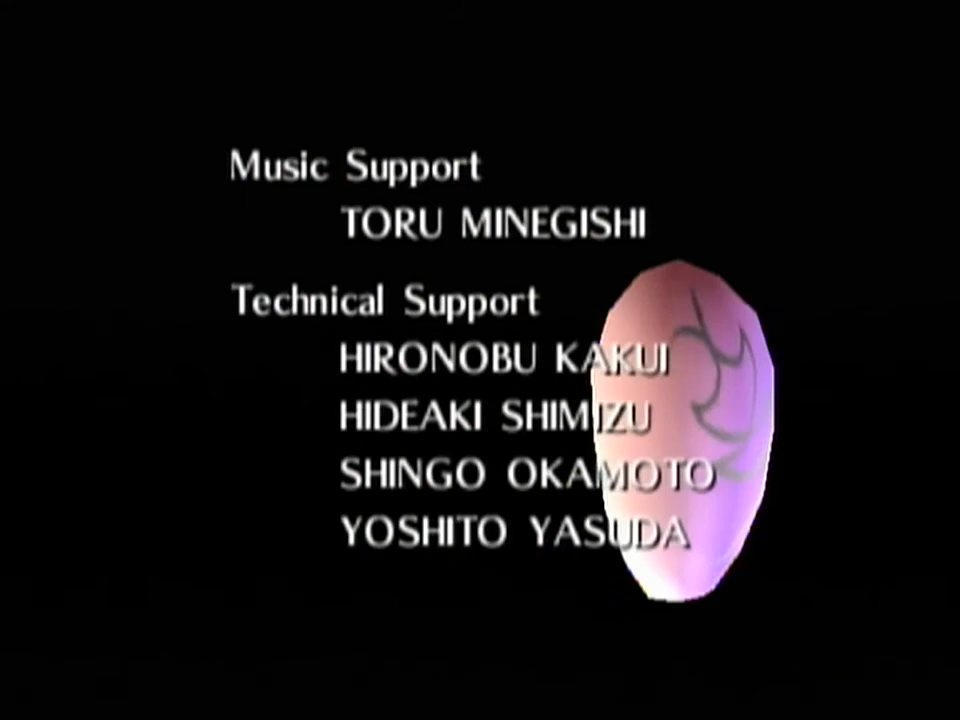 Music Support
TORU MINEGISHI
Technical Support
HIRONOBU KAKUI
HIDEAKI SHIMIZU
SHINGO OKAMOTO
YOSHITO YASUDA